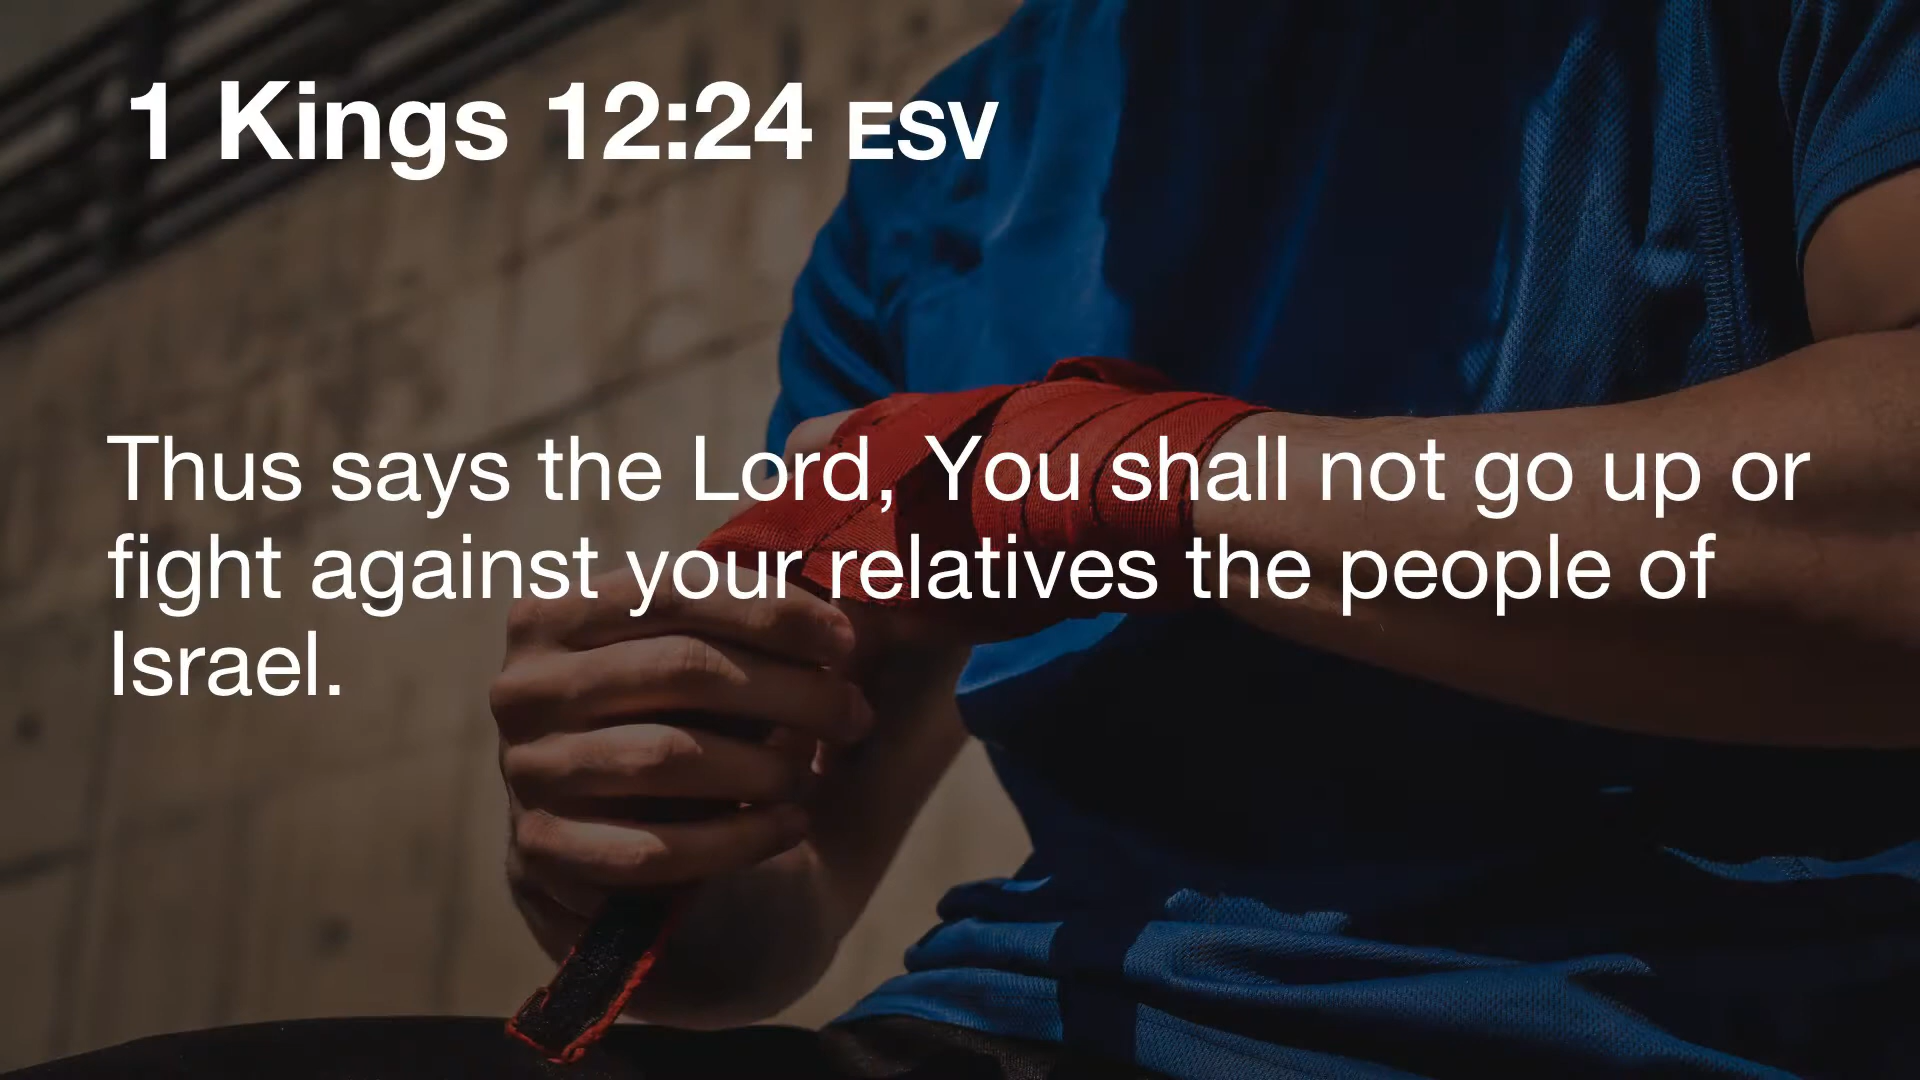 1 Kings 12:24 ESV
Thus says the Lord, You shall not go up or
fight against your relatives the people of
Israel.